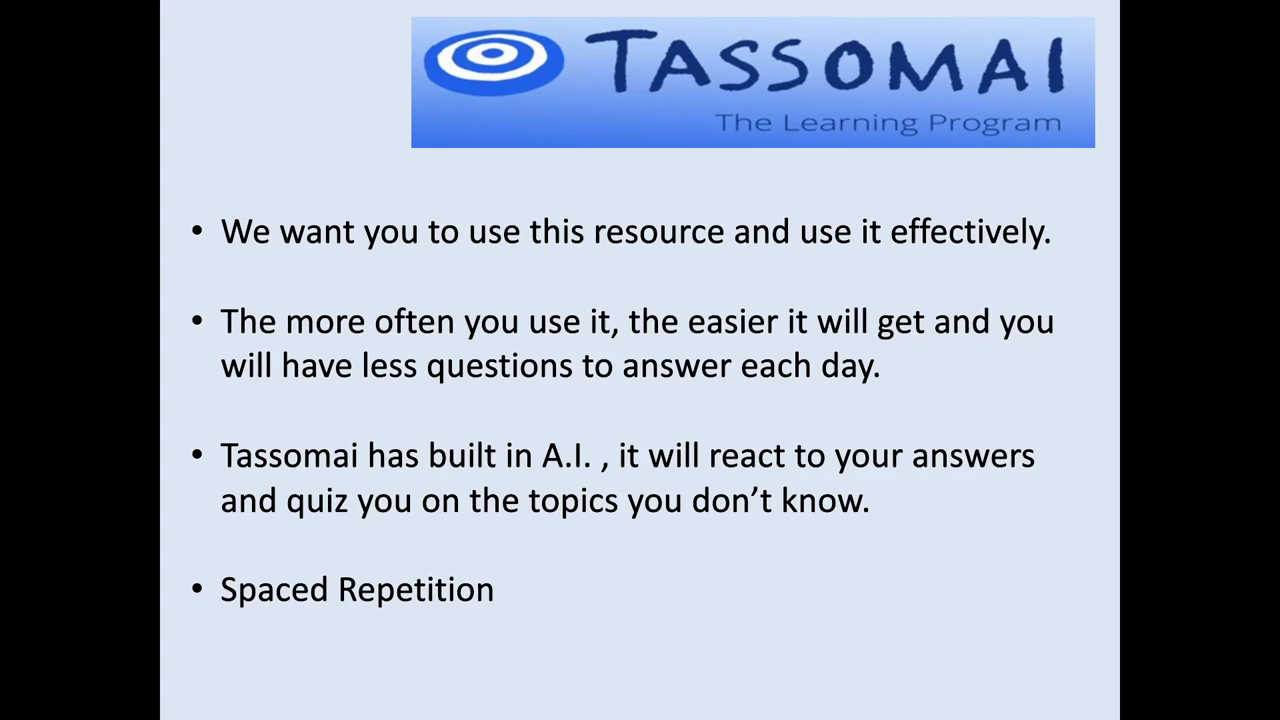 TASSOMAI
The Learning Program
• We want you to use this resource and use it effectively.
• The more often you use it, the easier it will get and you
will have less questions to answer each day.
• Tassomai has built in A.I. , it will react to your answers
and quiz you on the topics you don’t know.
• Spaced Repetition